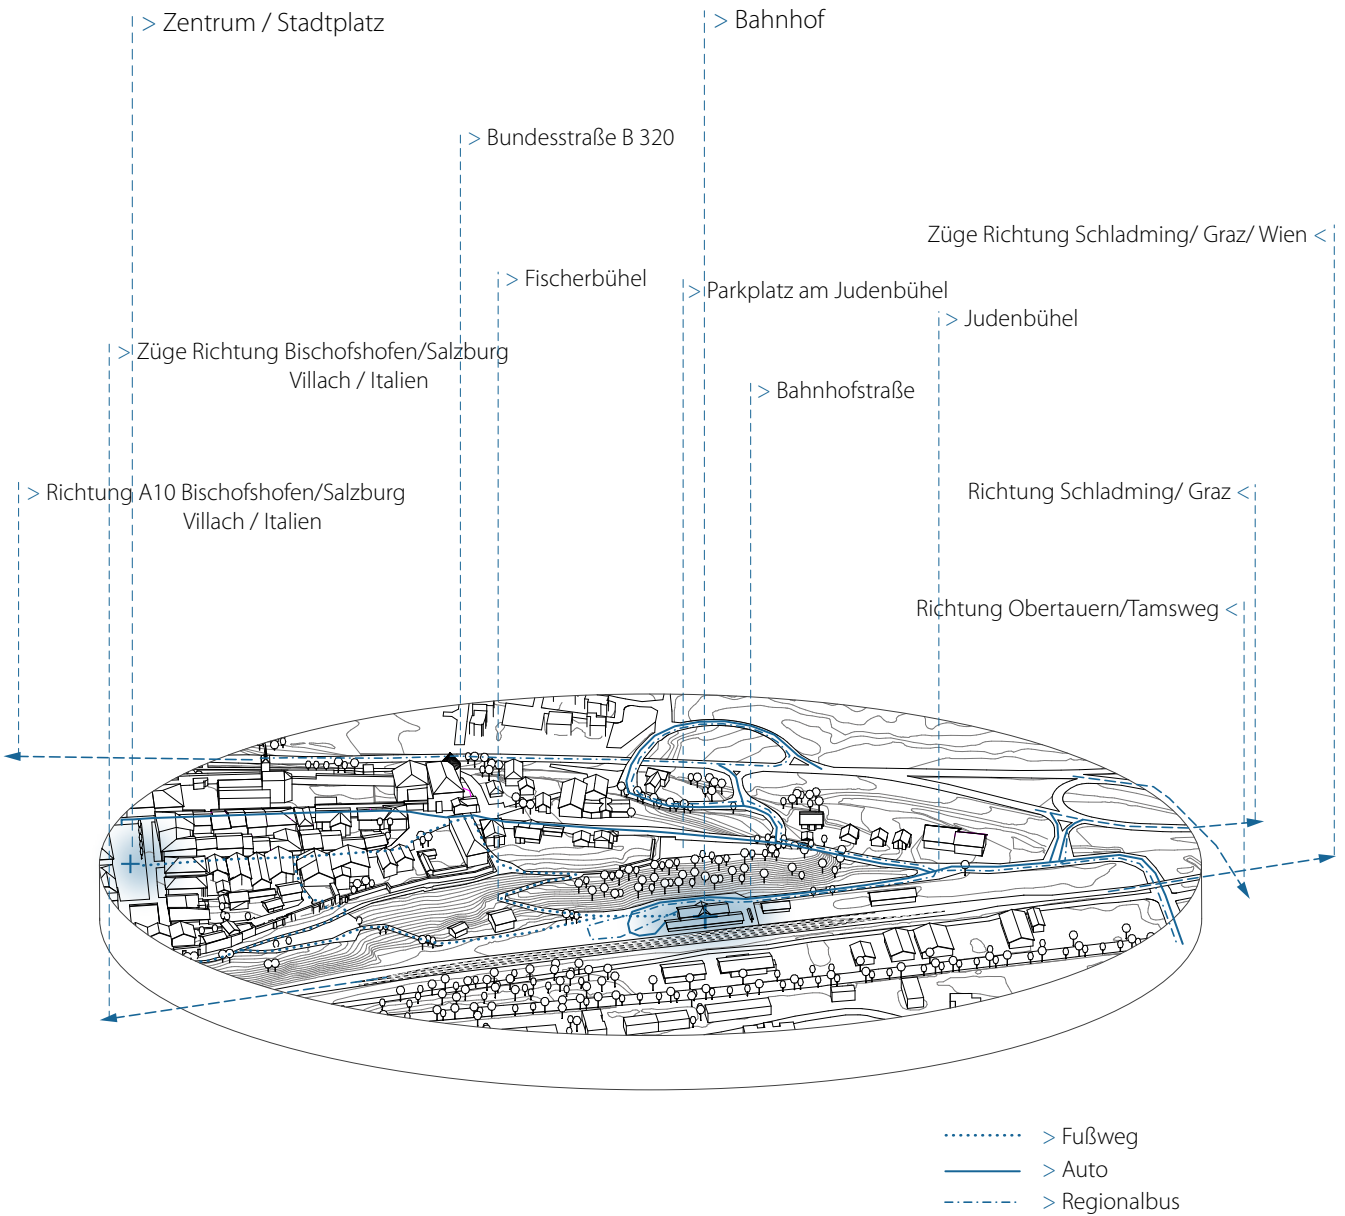 > Zentrum / Stadtplatz
> Bahnhof
> Bundesstraße B 320
Züge Richtung Schladming/ Graz/ Wien <
> Fischerbühel
> Parkplatz am Judenbühel
> Judenbühel
> Züge Richtung Bischofshofen/Salzburg
Villach / Italien
> Bahnhofstraße
> Richtung A10 Bischofshofen/Salzburg
Villach / Italien
Richtung Schladming/ Graz <
Richtung Obertauern/Tamsweg <
> Fußweg
> Auto
> Regionalbus